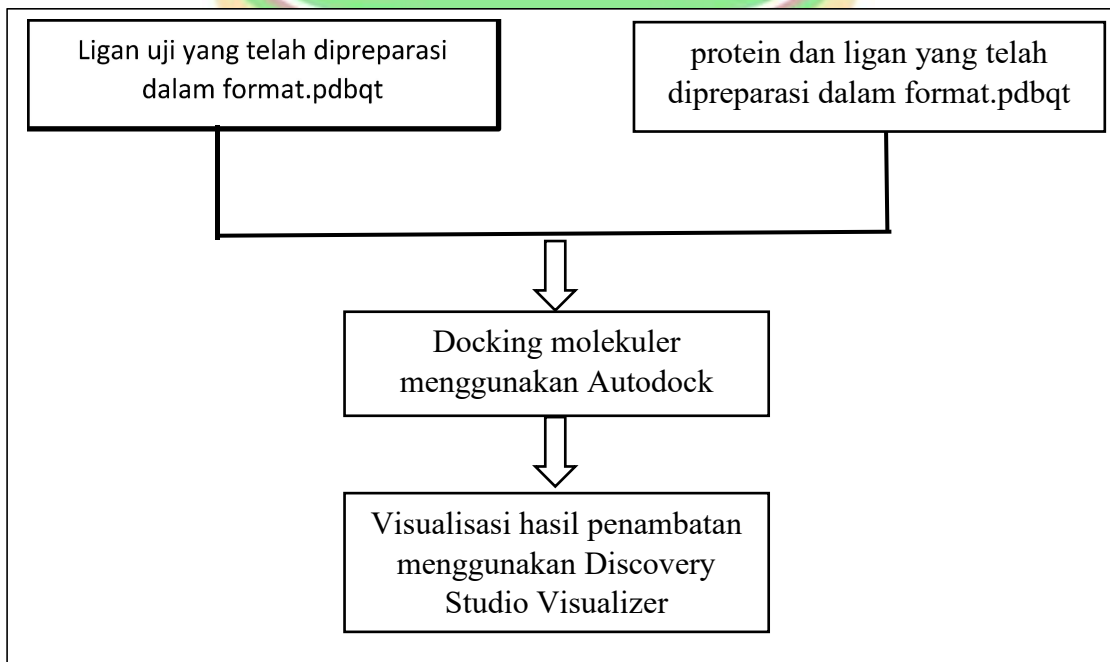 Ligan uji yang telah dipreparasi
dalam format.pdbqt
protein dan ligan yang telah
dipreparasi dalam format.pdbqt
Docking molekuler
menggunakan Autodock
Visualisasi hasil penambatan
menggunakan Discovery
Studio Visualizer